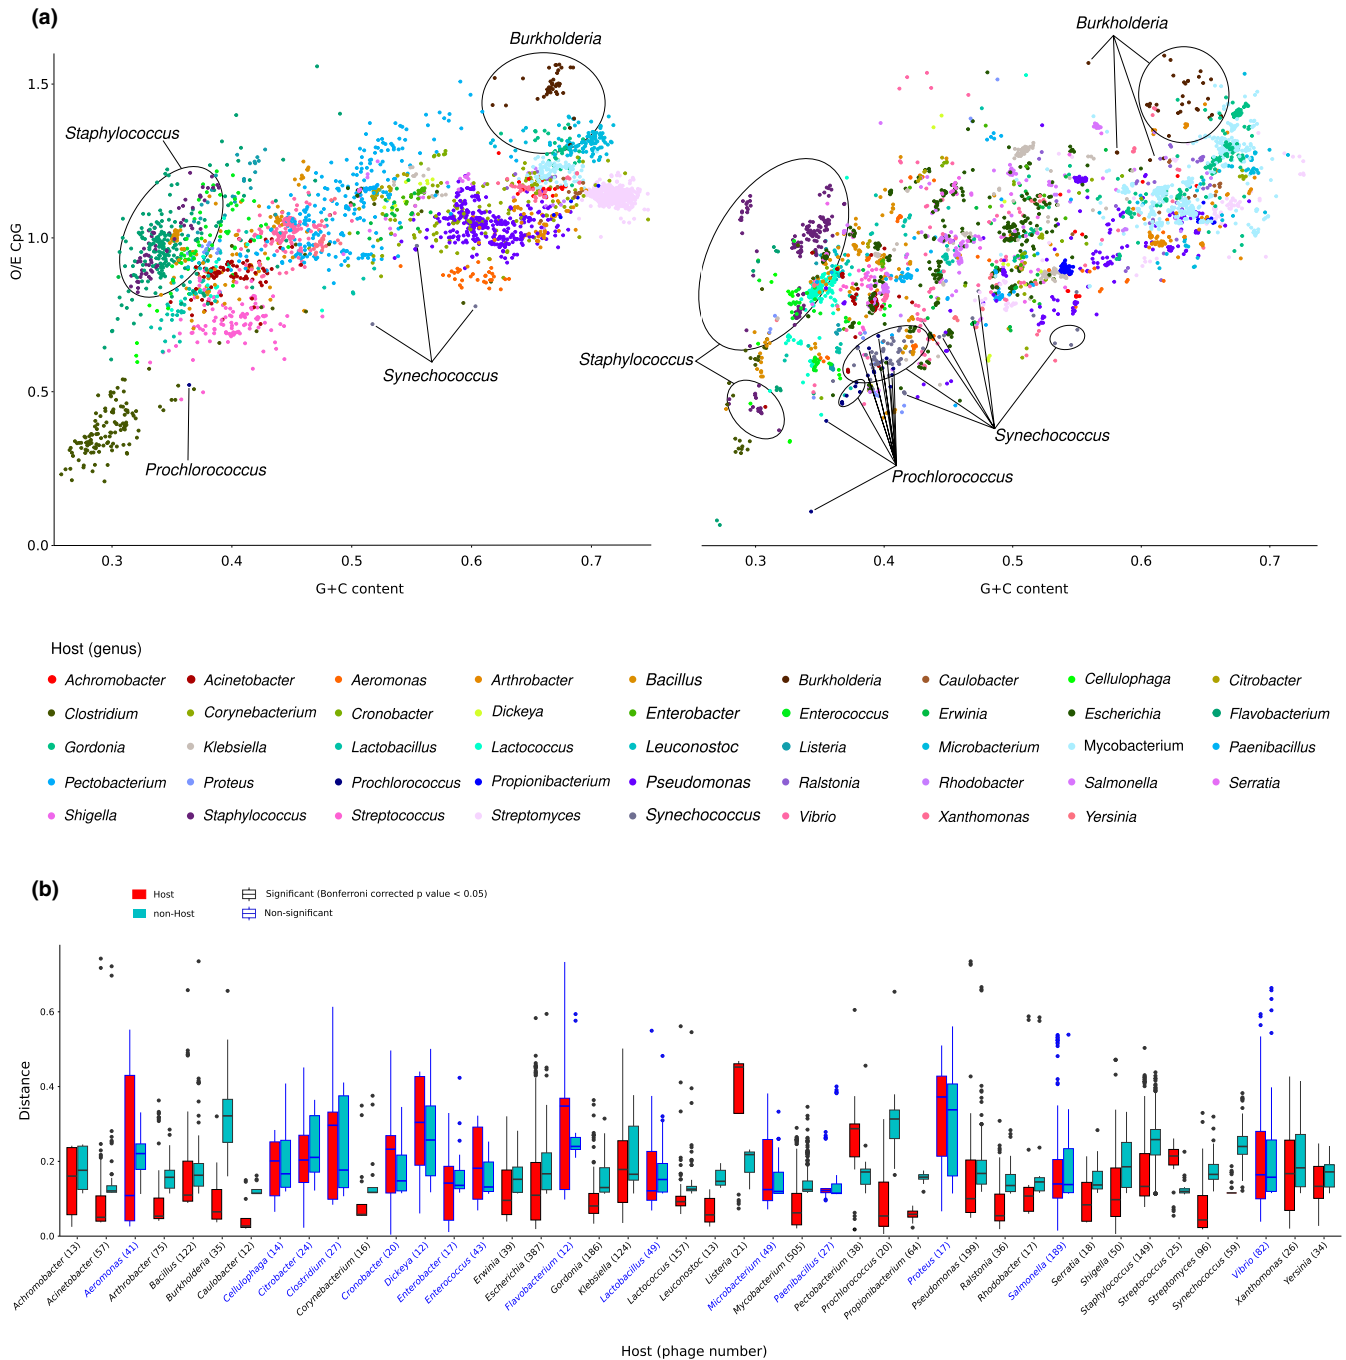 (a)
Burkholderia
Staphylococcus
Synechococcus
Prochlorococcus
O/E CpG
1.5
1.0
0.5
0.0
0.3 0.4 0.5 0.6 0.7
G+C content
Burkholderia
Staphylococcus
Synechococcus
Prochlorococcus
0.3 0.4 0.5 0.6 0.7
G+C content
Host (genus)
Achromobacter Acinetobacter Aeromonas Arthrobacter Bacillus Burkholderia Caulobacter Cellulophaga Citrobacter
Clostridium Corynebacterium Cronobacter Dickeya Enterobacter Enterococcus Erwinia Escherichia Flavobacterium
Gordonia Klebsiella Lactobacillus Lactococcus Leuconostoc Listeria Microbacterium Mycobacterium Paenibacillus
Pectobacterium Proteus Prochlorococcus Propionibacterium Pseudomonas Ralstonia Rhodobacter Salmonella Serratia
Shigella Staphylococcus Streptococcus Streptomyces Synechococcus Vibrio Xanthomonas Yersinia
(b)
Host Significant (Bonferroni corrected p value < 0.05)
non-Host Non-significant
Distance
0.6
0.4
0.2
0.0
Achromobacter (13)
Acinetobacter (57)
Aeromonas (41)
Arthrobacter (75)
Bacillus (122)
Burkholderia (35)
Caulobacter (12)
Cellulophaga (14)
Citrobacter (24)
Clostridium (27)
Corynebacterium (16)
Cronobacter (20)
Dickeya (12)
Enterobacter (17)
Enterococcus (43)
Erwinia (39)
Escherichia (387)
Flavobacterium (12)
Gordonia (186)
Klebsiella (124)
Lactobacillus (49)
Lactococcus (157)
Leuconostoc (13)
Listeria (21)
Microbacterium (49)
Mycobacterium (505)
Paenibacillus (27)
Pectobacterium (38)
Prochlorococcus (20)
Propionibacterium (64)
Proteus (17)
Pseudomonas (199)
Ralstonia (36)
Rhodobacter (17)
Salmonella (189)
Serratia (18)
Shigella (50)
Staphylococcus (149)
Streptococcus (25)
Streptomyces (96)
Synechococcus (59)
Vibrio (82)
Xanthomonas (26)
Yersinia (34)
Host (phage number)